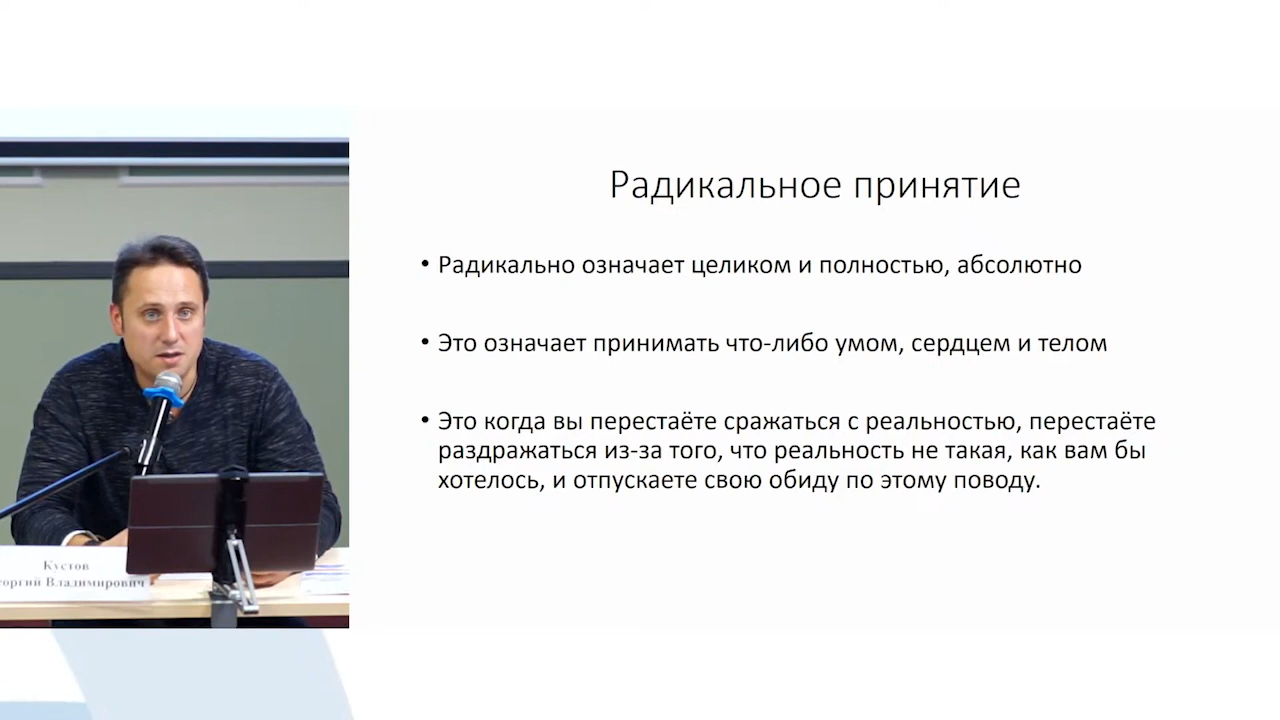 Радикальное принятие
• Радикально означает целиком и полностью, абсолютно
• Это означает принимать что-либо умом, сердцем и телом
• Это когда вы перестаёте сражаться с реальностью, перестаёте
раздражаться из-за того, что реальность не такая, как вам бы
хотелось, и отпускаете свою обиду по этому поводу.
Кустов
торгий Владимирович